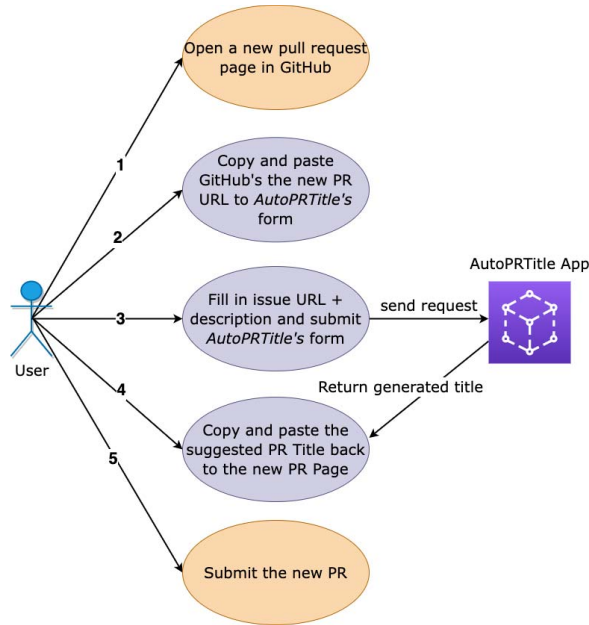 Open a new pull request
page in GitHub
1
Copy and paste
GitHub's the new PR
URL to AutoPRTitle's
form
2
AutoPRTitle App
Fill in issue URL +
description and submit
AutoPRTitle's form
send request
3
User
Return generated title
4
Copy and paste the
suggested PR Title back
to the new PR Page
5
Submit the new PR